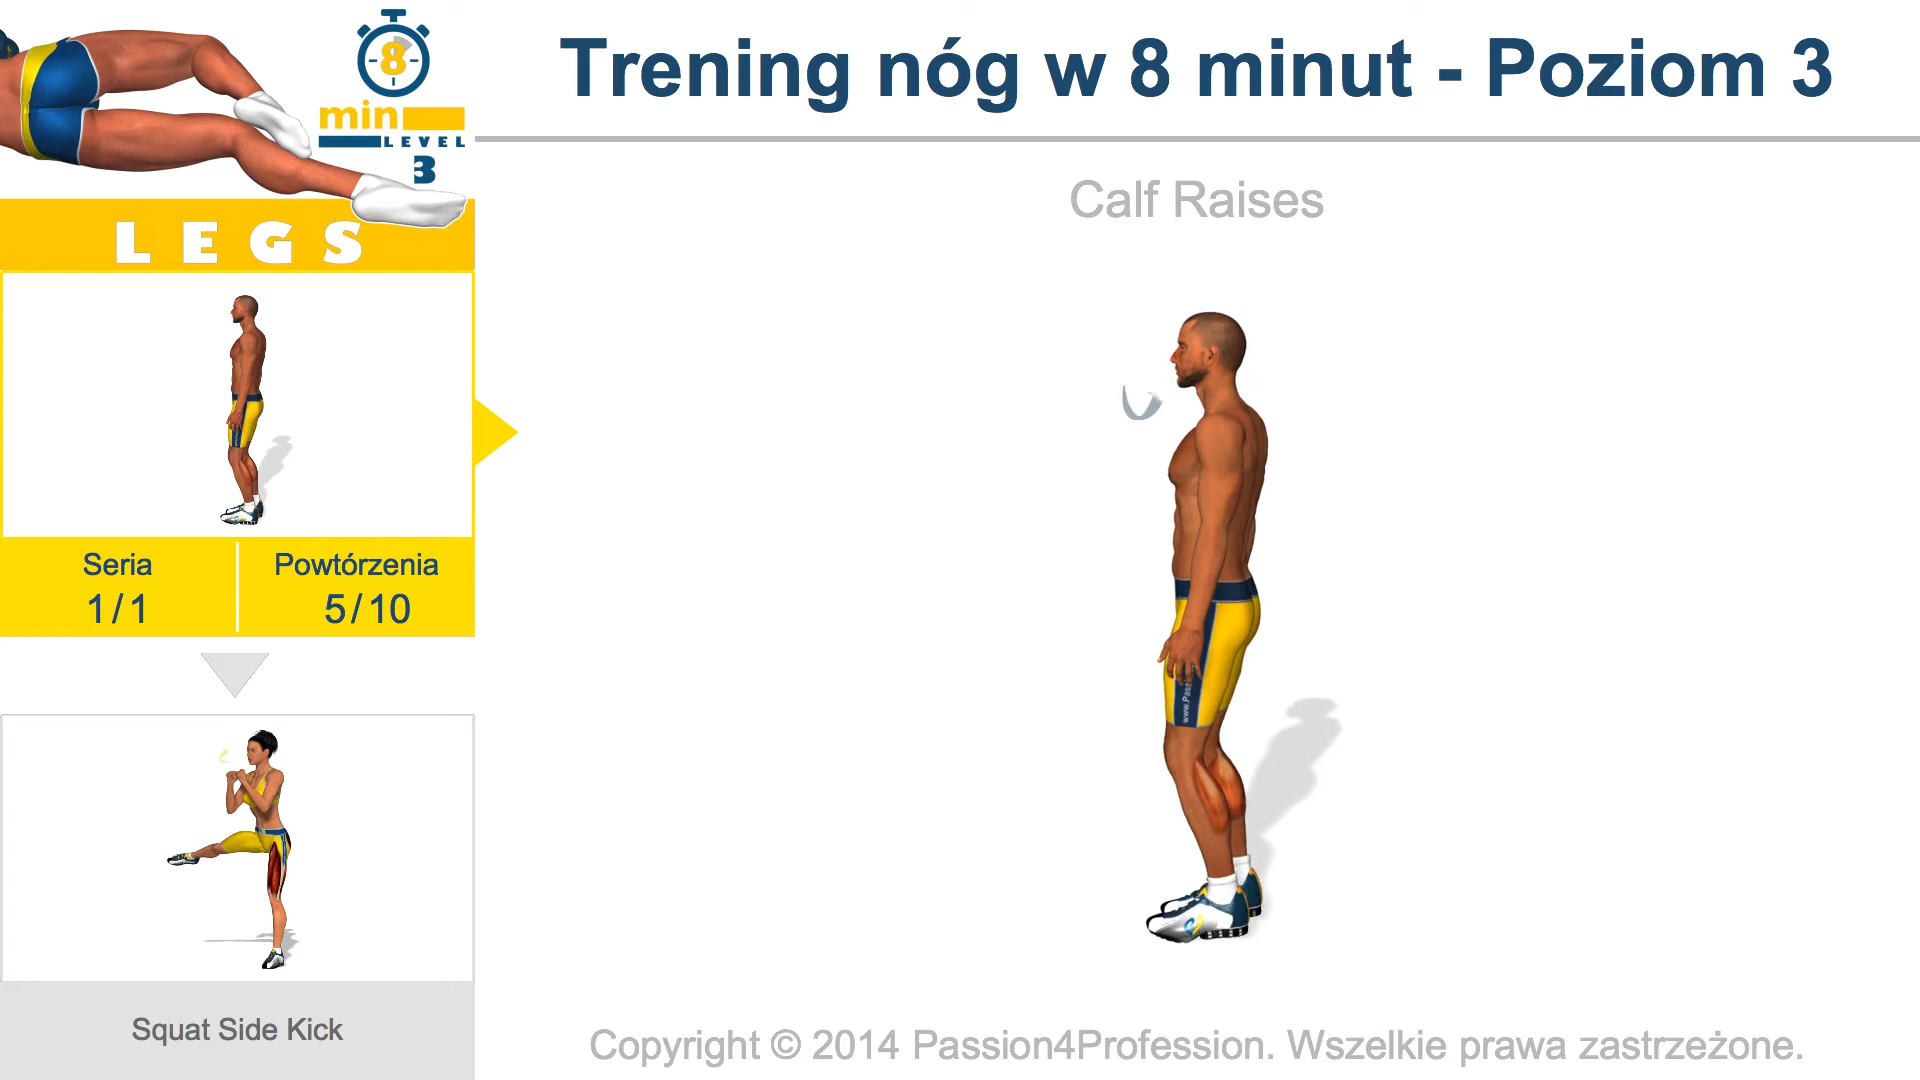 8
min
LEVEL
3
LEGS
Trening nóg w 8 minut - Poziom 3
Calf Raises
Seria
1/1
Powtórzenia
5/10
Squat Side Kick
Copyright © 2014 Passion4Profession. Wszelkie prawa zastrzeżone.